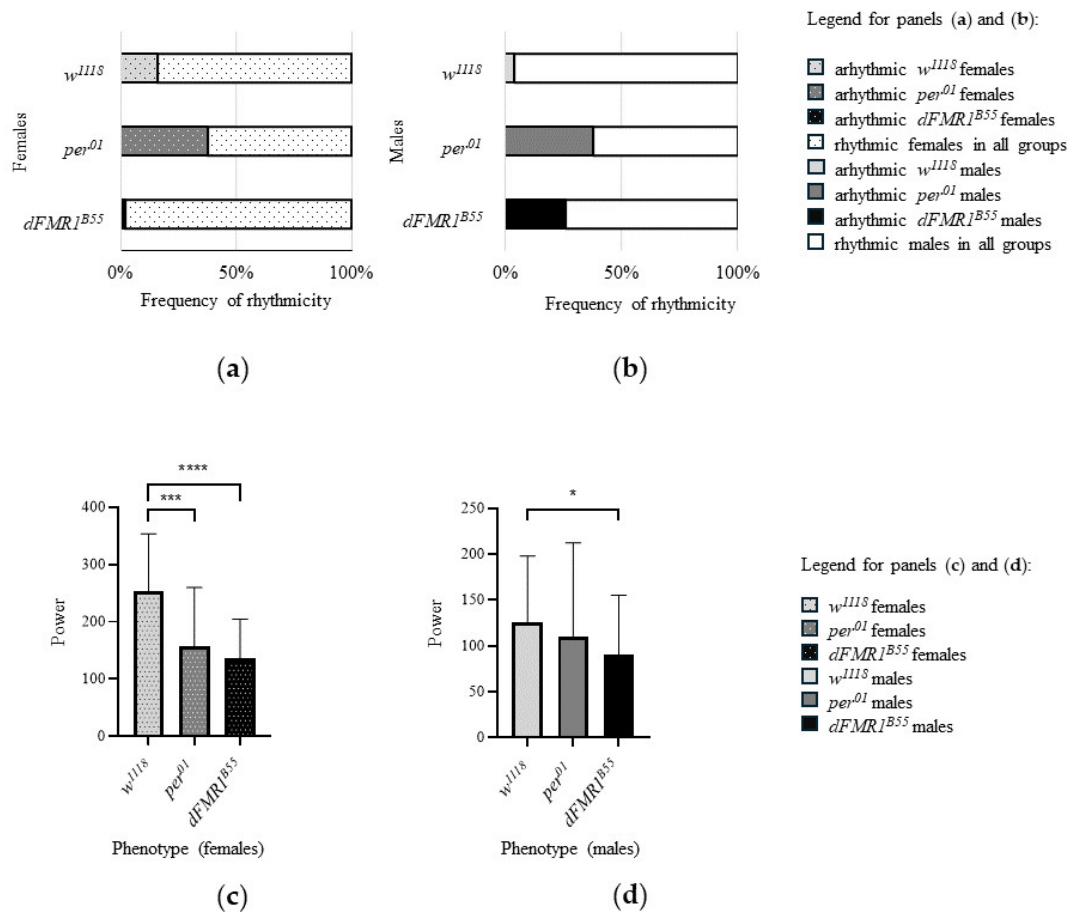 Females
w1118
per01
dFMR1B55
0% 50% 100%
Frequency of rhythmicity
(a)
Males
w1118
per01
dFMR1B55
0% 50% 100%
Frequency of rhythmicity
(b)
Legend for panels (a) and (b):
arhythmic w1118 females
arhythmic per01 females
arhythmic dFMR1B55 females
rhythmic females in all groups
arhythmic w1118 males
arhythmic per01 males
arhythmic dFMR1B55 males
rhythmic males in all groups
****
***
400
300
200
100
0
Power
w1118 per01 dFMR1B55
Phenotype (females)
(c)
*
250
200
150
100
50
0
Power
w1118 per01 dFMR1B55
Phenotype (males)
(d)
Legend for panels (c) and (d):
w1118 females
per01 females
dFMR1B55 females
w1118 males
per01 males
dFMR1B55 males